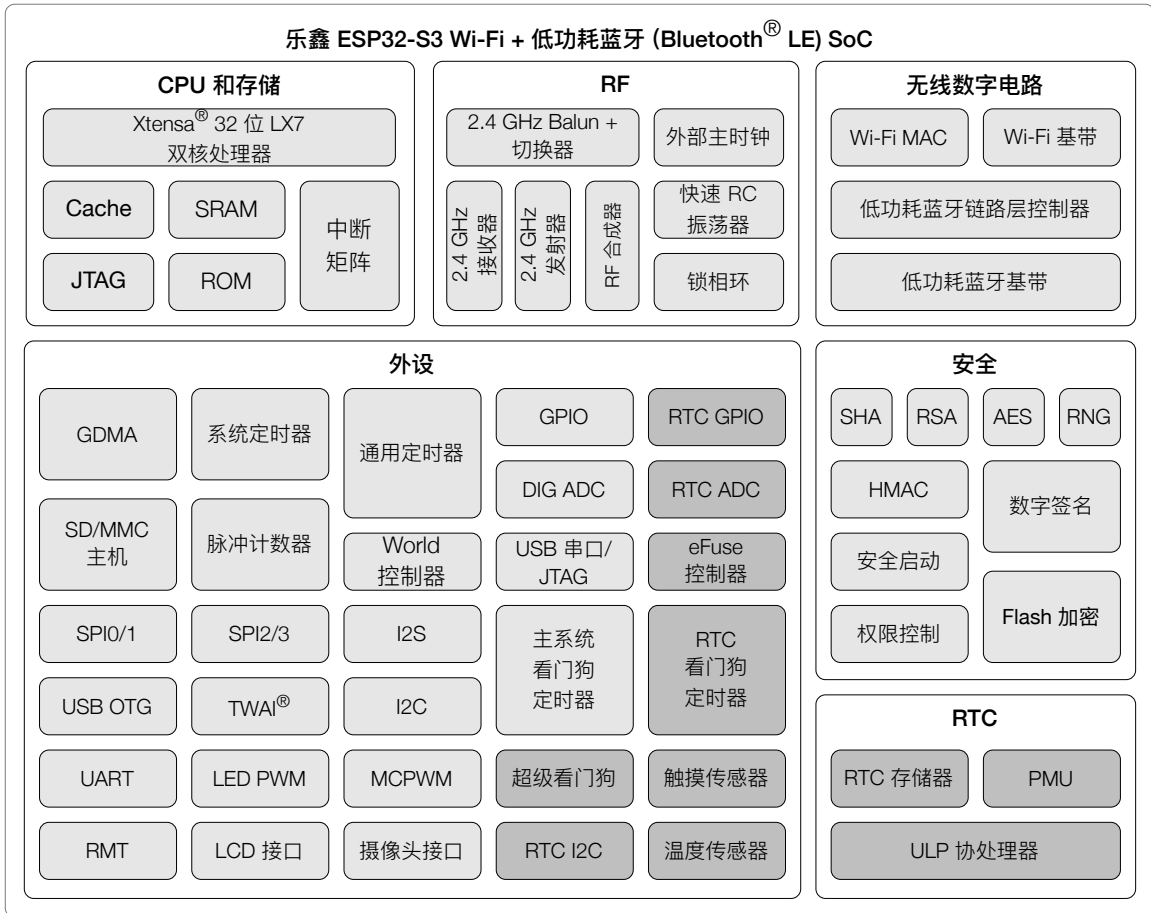 乐鑫 ESP32-S3 Wi-Fi + 低功耗蓝牙 (Bluetooth® LE) SoC
CPU 和存储
Xtensa® 32 位 LX7
双核处理器
Cache
SRAM
中断
矩阵
JTAG
ROM
RF
2.4 GHz Balun +
切换器
外部主时钟
2.4 GHz
接收器
2.4 GHz
发射器
RF 合成器
快速 RC
振荡器
锁相环
无线数字电路
Wi-Fi MAC
Wi-Fi 基带
低功耗蓝牙链路层控制器
低功耗蓝牙基带
外设
GDMA
系统定时器
通用定时器
GPIO
RTC GPIO
DIG ADC
RTC ADC
SD/MMC
主机
脉冲计数器
World
控制器
USB 串口/
JTAG
eFuse
控制器
SPI0/1
SPI2/3
I2S
主系统
看门狗
定时器
RTC
看门狗
定时器
USB OTG
TWAI®
I2C
UART
LED PWM
MCPWM
超级看门狗
触摸传感器
RMT
LCD 接口
摄像头接口
RTC I2C
温度传感器
安全
SHA
RSA
AES
RNG
HMAC
数字签名
安全启动
Flash 加密
权限控制
RTC
RTC 存储器
PMU
ULP 协处理器